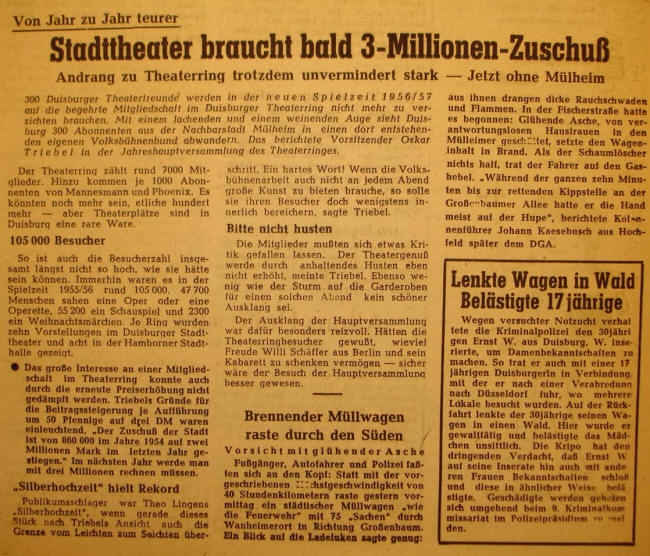 Von Jahr zu Jahr teurer
Stadttheater braucht bald 3-Millionen-Zuschuß
Andrang zu Theaterring trotzdem unvermindert stark — Jetzt ohne Mülheim
300 Duisburger Theaterfreunde werden in der neuen Spielzeit 1956/57
auf die begehrte Mitgliedschaft im Duisburger Theaterring nicht mehr zu ver-
zichten brauchen. Mit einem lachenden und einem weinenden Auge sieht Duis-
burg 300 Abonnenten aus der Nachbarstadt Mülheim in einen dort entstehen-
den eigenen Volksbühnenbund abwandern. Das berichtete Vorsitzender Oskar
Triebel in der Jahreshauptversammlung des Theaterringes.
Der Theaterring zählt rund 7000 Mit-
glieder. Hinzu kommen je 1000 Abon-
nenten von Mannesmann und Phoenix. Es
könnten noch mehr sein, etliche hundert
mehr — aber Theaterplätze sind in
Duisburg eine rare Ware.
105 000 Besucher
So ist auch die Besucherzahl insge-
samt längst nicht so hoch, wie sie hätte
sein können. Immerhin waren es in der
Spielzeit 1955/56 rund 105 000. 47 700
Menschen sahen eine Oper oder eine
Operette, 55 200 ein Schauspiel und 2300
ein Weihnachtsmärchen. Je Ring wurden
zehn Vorstellungen im Duisburger Stadt-
theater und acht in der Hamborner Stadt-
halle gezeigt.
● Das große Interesse an einer Mitglied-
schaft im Theaterring konnte auch
durch die erneute Preiserhöhung nicht
gedämpft werden. Triebels Gründe für
die Beitragssteigerung je Aufführung
um 50 Pfennige auf drei DM waren
einleuchtend. „Der Zuschuß der Stadt
ist von 860 000 im Jahre 1954 auf zwei
Millionen Mark im letzten Jahr ge-
stiegen.“ Im nächsten Jahr werde man
mit drei Millionen rechnen müssen.
„Silberhochzeit“ hielt Rekord
Publikumsschlager war Theo Lingens
„Silberhochzeit“, wenn gerade dieses
Stück nach Triebels Ansicht auch die
Grenze vom Leichten zum Seichten über-
schritt. Ein hartes Wort! Wenn die Volks-
bühnenarbeit auch nicht an jedem Abend
große Kunst zu bieten brauche, so solle
sie ihren Besucher doch wenigstens in-
nerlich bereichern, sagte Triebel.
Bitte nicht husten
Die Mitglieder mußten sich etwas Kri-
tik gefallen lassen. Der Theatergenuß
werde durch anhaltendes Husten eben
nicht erhöht, meinte Triebel. Ebenso we-
nig wie der Sturm auf die Garderoben
für einen solchen Abend kein schöner
Ausklang sei.
Der Ausklang der Hauptversammlung
war dafür besonders reizvoll. Hätten die
Theaterringbesucher gewußt, wieviel
Freude Willi Schäffer aus Berlin und sein
Kabarett zu schenken vermögen — sicher
wäre der Besuch der Hauptversammlung
besser gewesen.
Brennender Müllwagen
raste durch den Süden
Vorsicht mit glühender Asche
Fußgänger, Autofahrer und Polizei faß-
ten sich an den Kopf: Statt mit der vor-
geschriebenen Höchstgeschwindigkeit von
40 Stundenkilometern raste gestern vor-
mittag ein städtischer Müllwagen „wie
die Feuerwehr“ mit 75 „Sachen“ durch
Wanheimerort in Richtung Großenbaum.
Ein Blick auf die Ladeluken sagte genug:
aus ihnen drangen dicke Rauchschwaden
und Flammen. In der Fischerstraße hatte
es begonnen: Glühende Asche, von ver-
antwortungslosen Hausfrauen in den
Mülleimer geschüttet, setzte den Wagen-
inhalt in Brand. Als der Schaumlöscher
nichts half, trat der Fahrer auf den Gas-
hebel. „Während der ganzen zehn Minu-
ten bis zur rettenden Kippstelle an der
Großenbaumer Allee hatte er die Hand
meist auf der Hupe“, berichtete Kolon-
nenführer Johann Kaesebusch aus Hoch-
feld später dem DGA.
Lenkte Wagen in Wald
Belästigte 17jährige
Wegen versuchter Notzucht verhaf-
tete die Kriminalpolizei den 30jähri-
gen Ernst W. aus Duisburg. W. inse-
rierte, um Damenbekanntschaften zu
machen. So trat er auch mit einer 17
jährigen Duisburgerin in Verbindung,
mit der er nach einer Verabredung
nach Düsseldorf fuhr, wo mehrere
Lokale besucht wurden. Auf der Rück-
fahrt lenkte der 30jährige seinen Wa-
gen in einen Wald. Hier wurde er
gewalttätig und belästigte das Mäd-
chen unsittlich. Die Kripo hat den
dringenden Verdacht, daß Ernst W.
auf seine Inserate hin auch mit ande-
ren Frauen Bekanntschaften schloß
und diese in ähnlicher Weise belä-
stigte. Geschädigte werden gebeten
sich umgehend beim 9. Kriminalkom-
missariat im Polizeipräsidium zu mel-
den.